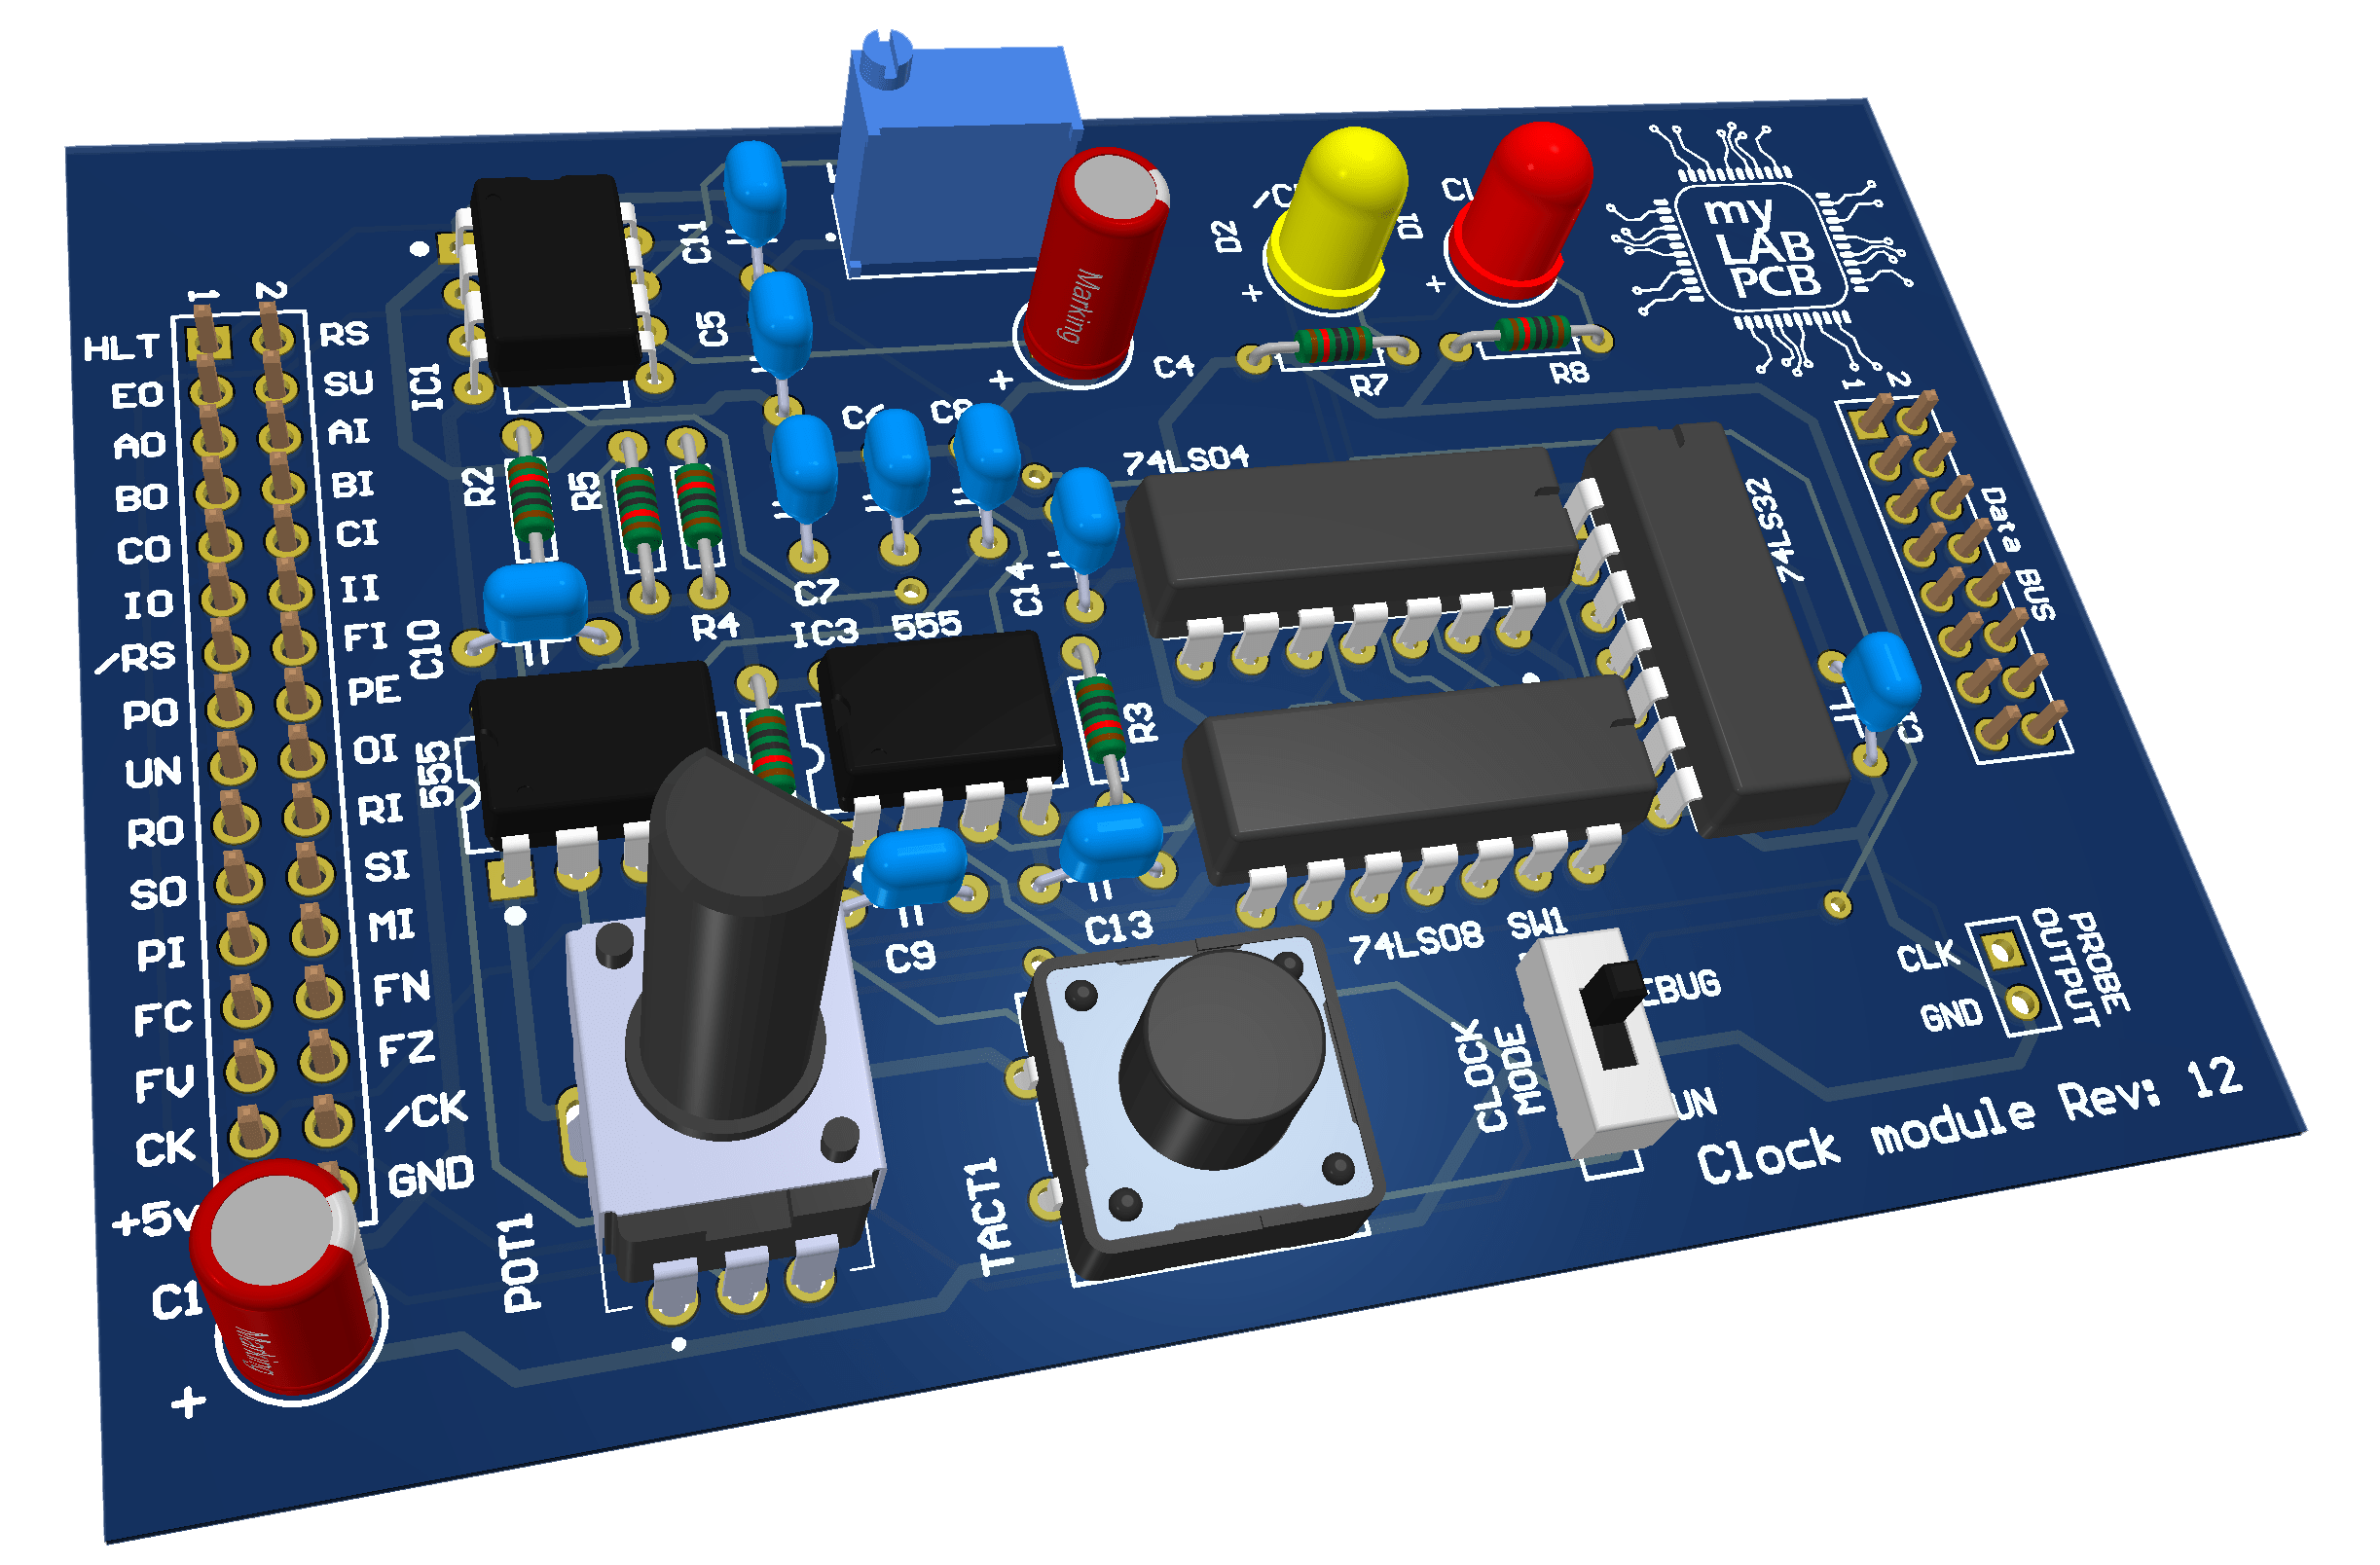 my
LAB
PCB
C11
D2
D1
+
+
1 2
HLT
RS
EO
SU
AO
AI
BO
BI
CO
CI
IO
II
/RS
FI
PO
PE
UN
OI
RO
RI
SO
SI
PI
MI
FC
FN
FV
FZ
CK
/CK
+5v
GND
C1
+
IC1
C5
Marking
+
C4
R7
R8
1 2
Data BUS
R2
R5
R4
C8
C7
IC3 555
C14
74LS04
74LS32
C10
555
R3
C9
C13
74LS08
SW1
CLOCK
MODE
POT1
TACT1
CLK
GND
PROBE
OUTPUT
Clock module Rev: 12